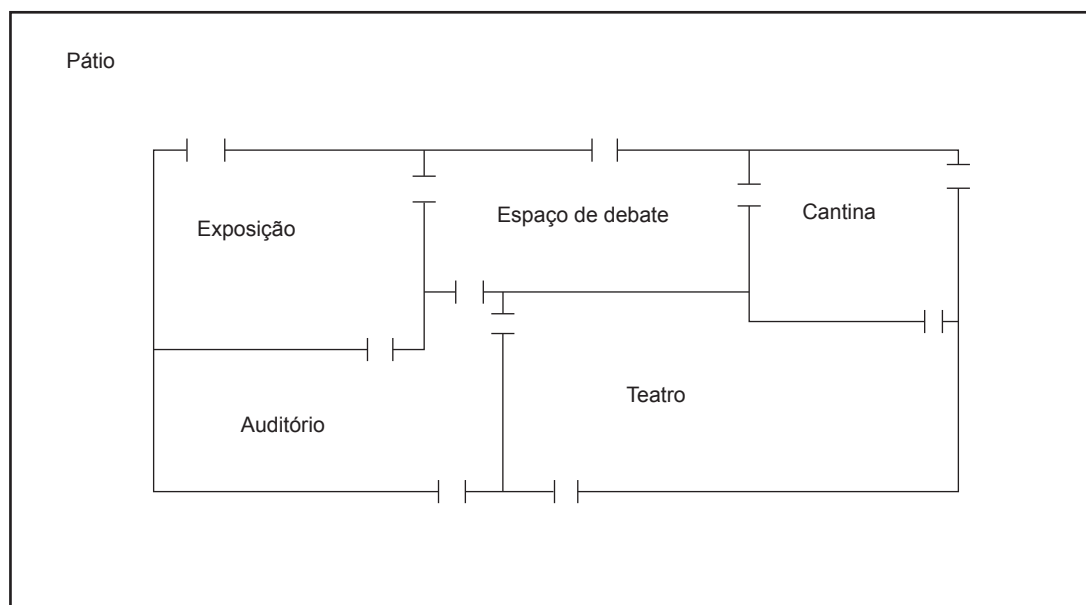 Pátio
Exposição
Espaço de debate
Cantina
Auditório
Teatro